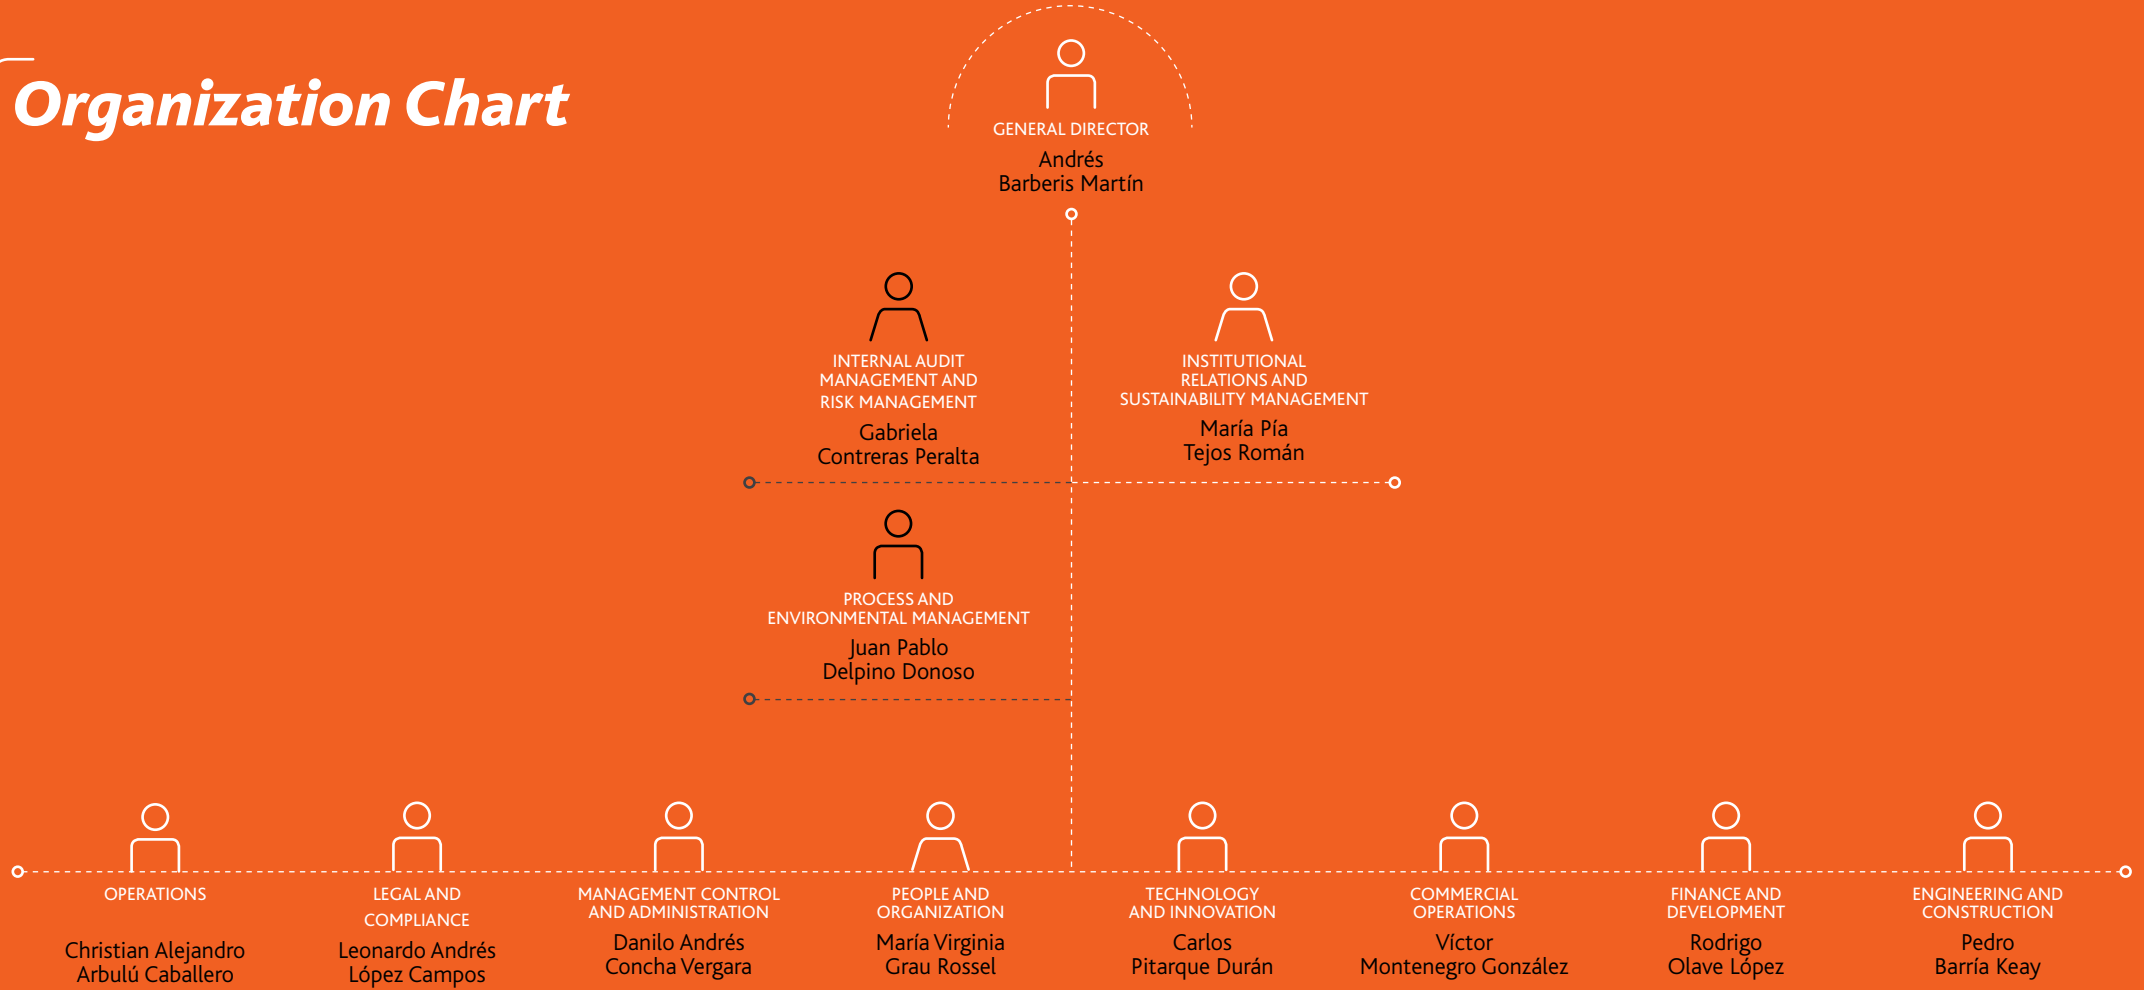 Organization Chart
GENERAL DIRECTOR
Andrés
Barberis Martín
INTERNAL AUDIT
MANAGEMENT AND
RISK MANAGEMENT
Gabriela
Contreras Peralta
INSTITUTIONAL
RELATIONS AND
SUSTAINABILITY MANAGEMENT
María Pía
Tejos Román
PROCESS AND
ENVIRONMENTAL MANAGEMENT
Juan Pablo
Delpino Donoso
OPERATIONS
Christian Alejandro
Arbulú Caballero
LEGAL AND
COMPLIANCE
Leonardo Andrés
López Campos
MANAGEMENT CONTROL
AND ADMINISTRATION
Danilo Andrés
Concha Vergara
PEOPLE AND
ORGANIZATION
María Virginia
Grau Rossel
TECHNOLOGY
AND INNOVATION
Carlos
Pitarque Durán
COMMERCIAL
OPERATIONS
Víctor
Montenegro González
FINANCE AND
DEVELOPMENT
Rodrigo
Olave López
ENGINEERING AND
CONSTRUCTION
Pedro
Barría Keay